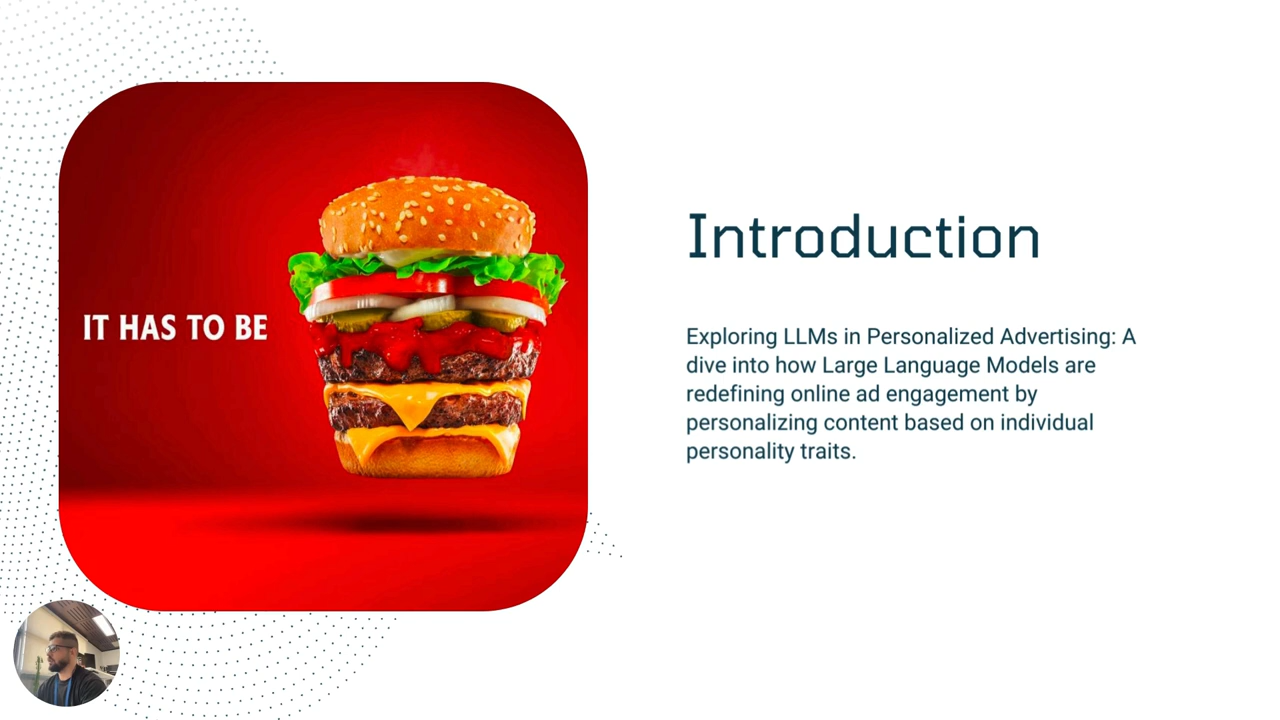 IT HAS TO BE
Introduction
Exploring LLMs in Personalized Advertising: A
dive into how Large Language Models are
redefining online ad engagement by
personalizing content based on individual
personality traits.